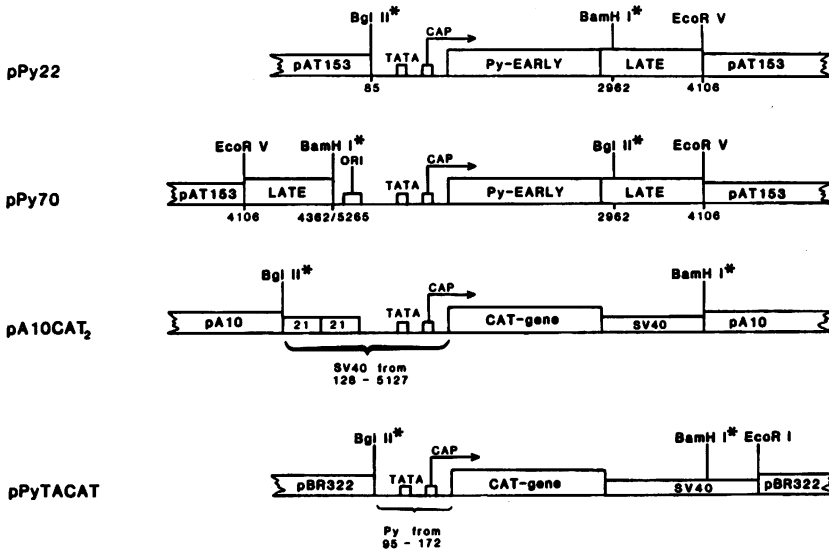 Bgl II*
BamH I*
EcoR V
CAP
TATA
pPy22
pAT153
Py-EARLY
LATE
pAT153
85
2962
4106
EcoR V
BamH I*
Bgl II*
EcoR V
ORI
CAP
TATA
pPy70
pAT153
LATE
Py-EARLY
LATE
pAT153
4106
4362/5265
2962
4106
Bgl II*
BamH I*
CAP
TATA
pA10CAT2
pA10
21
21
CAT-gene
SV40
pA10
SV40 from
128 - 5127
Bgl II*
BamH I*
EcoR I
CAP
TATA
pPyTACAT
pBR322
CAT-gene
SV40
pBR322
Py from
95 - 172